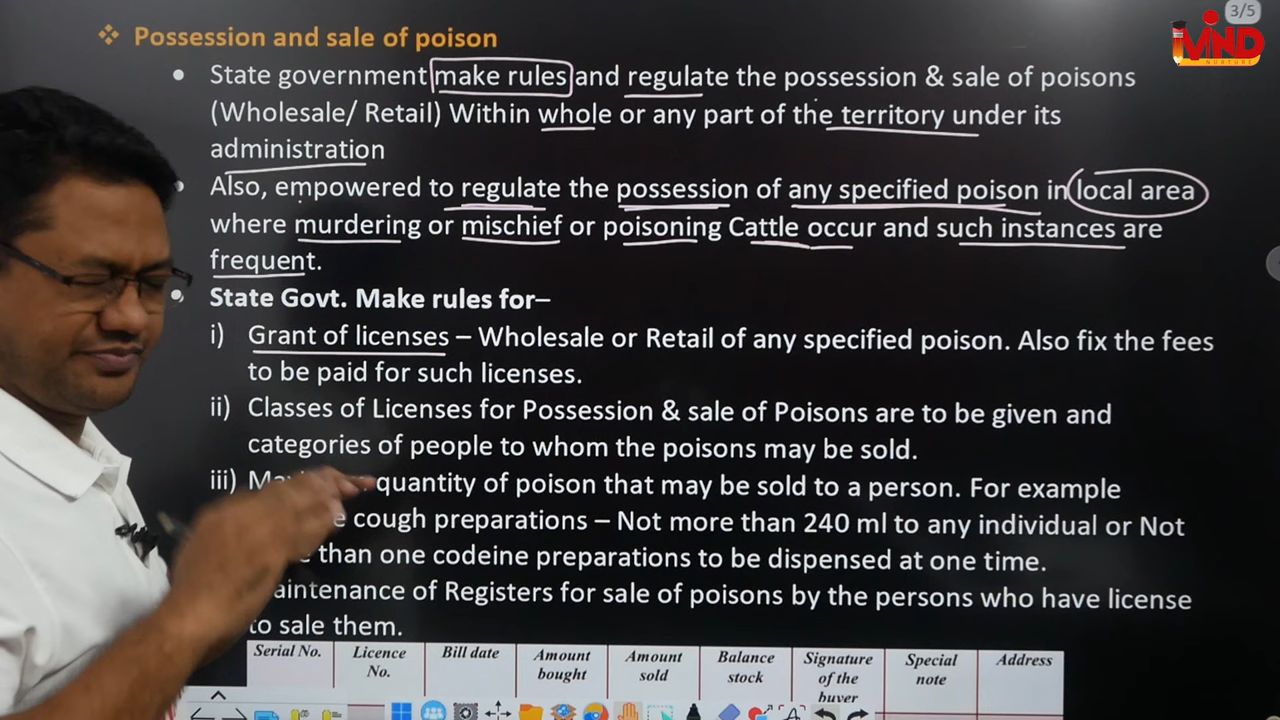 3/5
MIND
NURTURE
Possession and sale of poison
State government make rules and regulate the possession & sale of poisons
(Wholesale/ Retail) Within whole or any part of the territory under its
administration
Also, empowered to regulate the possession of any specified poison in local area
where murdering or mischief or poisoning Cattle occur and such instances are
frequent.
State Govt. Make rules for–
i) Grant of licenses – Wholesale or Retail of any specified poison. Also fix the fees
to be paid for such licenses.
ii) Classes of Licenses for Possession & sale of Poisons are to be given and
categories of people to whom the poisons may be sold.
iii) quantity of poison that may be sold to a person. For example
cough preparations – Not more than 240 ml to any individual or Not
than one codeine preparations to be dispensed at one time.
of Registers for sale of poisons by the persons who have license
to sale them.
Serial No. Licence No. Bill date Amount bought Amount sold Balance stock Signature of the buyer Special note Address